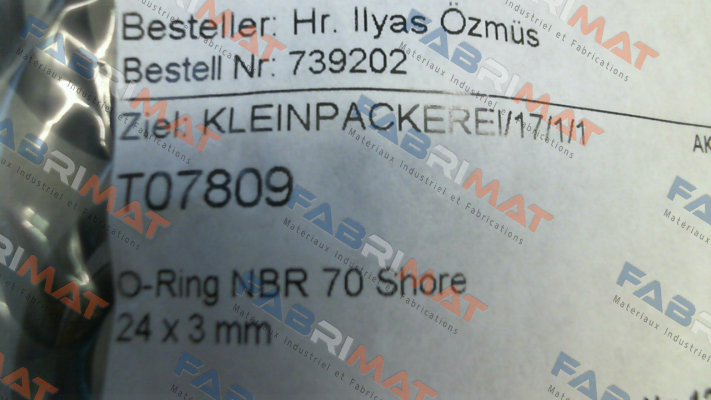 Besteller: Hr. Ilyas Özmüs
Bestell Nr: 739202
Ziel: KLEINPACKEREI/17/1/1
AK
T07809
O-Ring NBR 70 Shore
24 x 3 mm
FABRIMAT
Matériaux Industriel et Fabrications